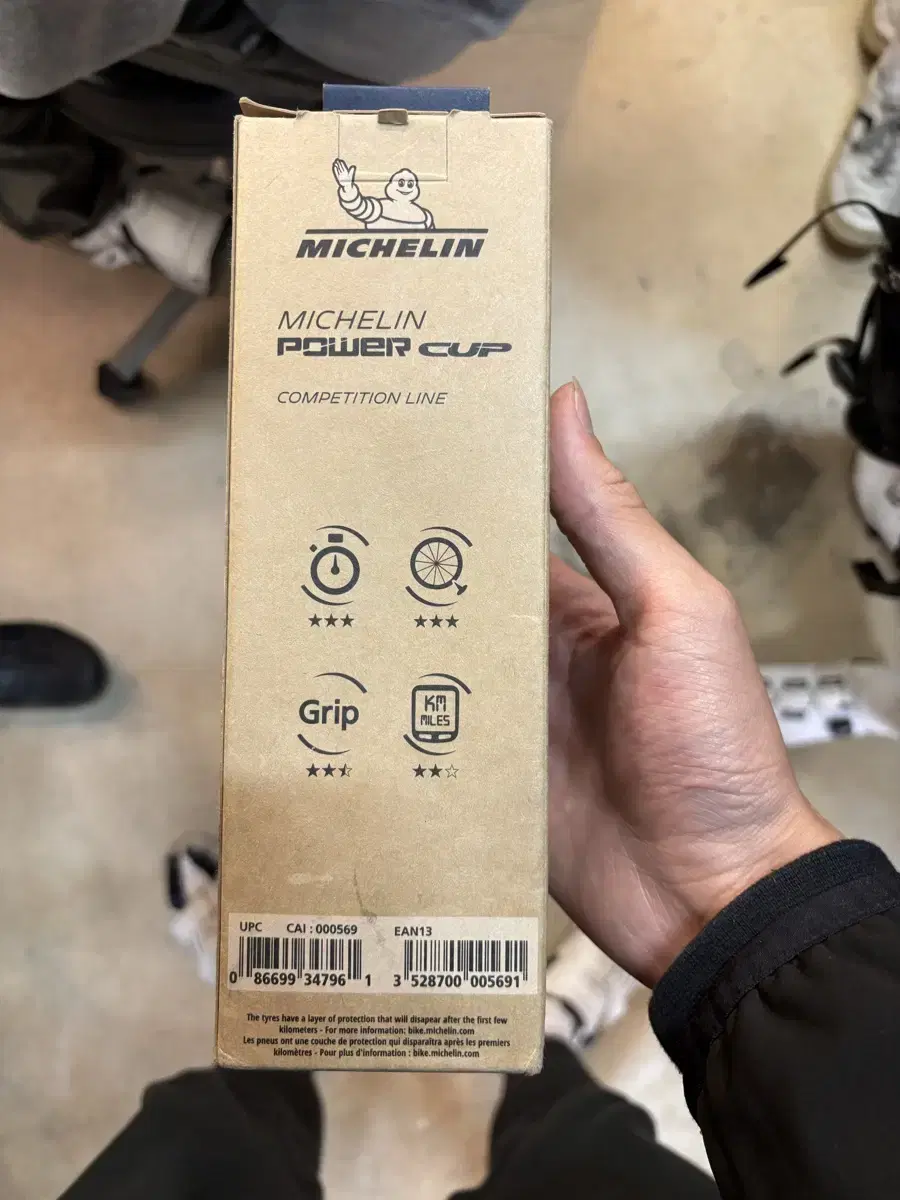 MICHELIN
MICHELIN
POWER CUP
COMPETITION LINE
★★★ ★★★
Grip
KM
MILES
UPC CAI : 000569 EAN13
0 86699 34796 1 3 528700 005691
The tyres have a layer of protection that will disapear after the first few
kilometers - For more information: bike.michelin.com
Les pneus ont une couche de protection qui disparaîtra après les premiers
kilomètres - Pour plus d'information : bike.michelin.com